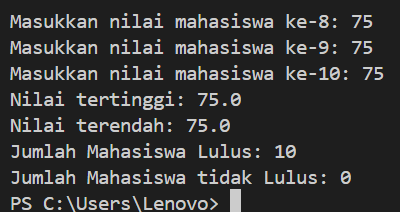 Masukkan nilai mahasiswa ke-8: 75
Masukkan nilai mahasiswa ke-9: 75
Masukkan nilai mahasiswa ke-10: 75
Nilai tertinggi: 75.0
Nilai terendah: 75.0
Jumlah Mahasiswa Lulus: 10
Jumlah Mahasiswa tidak Lulus: 0
PS C:\Users\Lenovo>